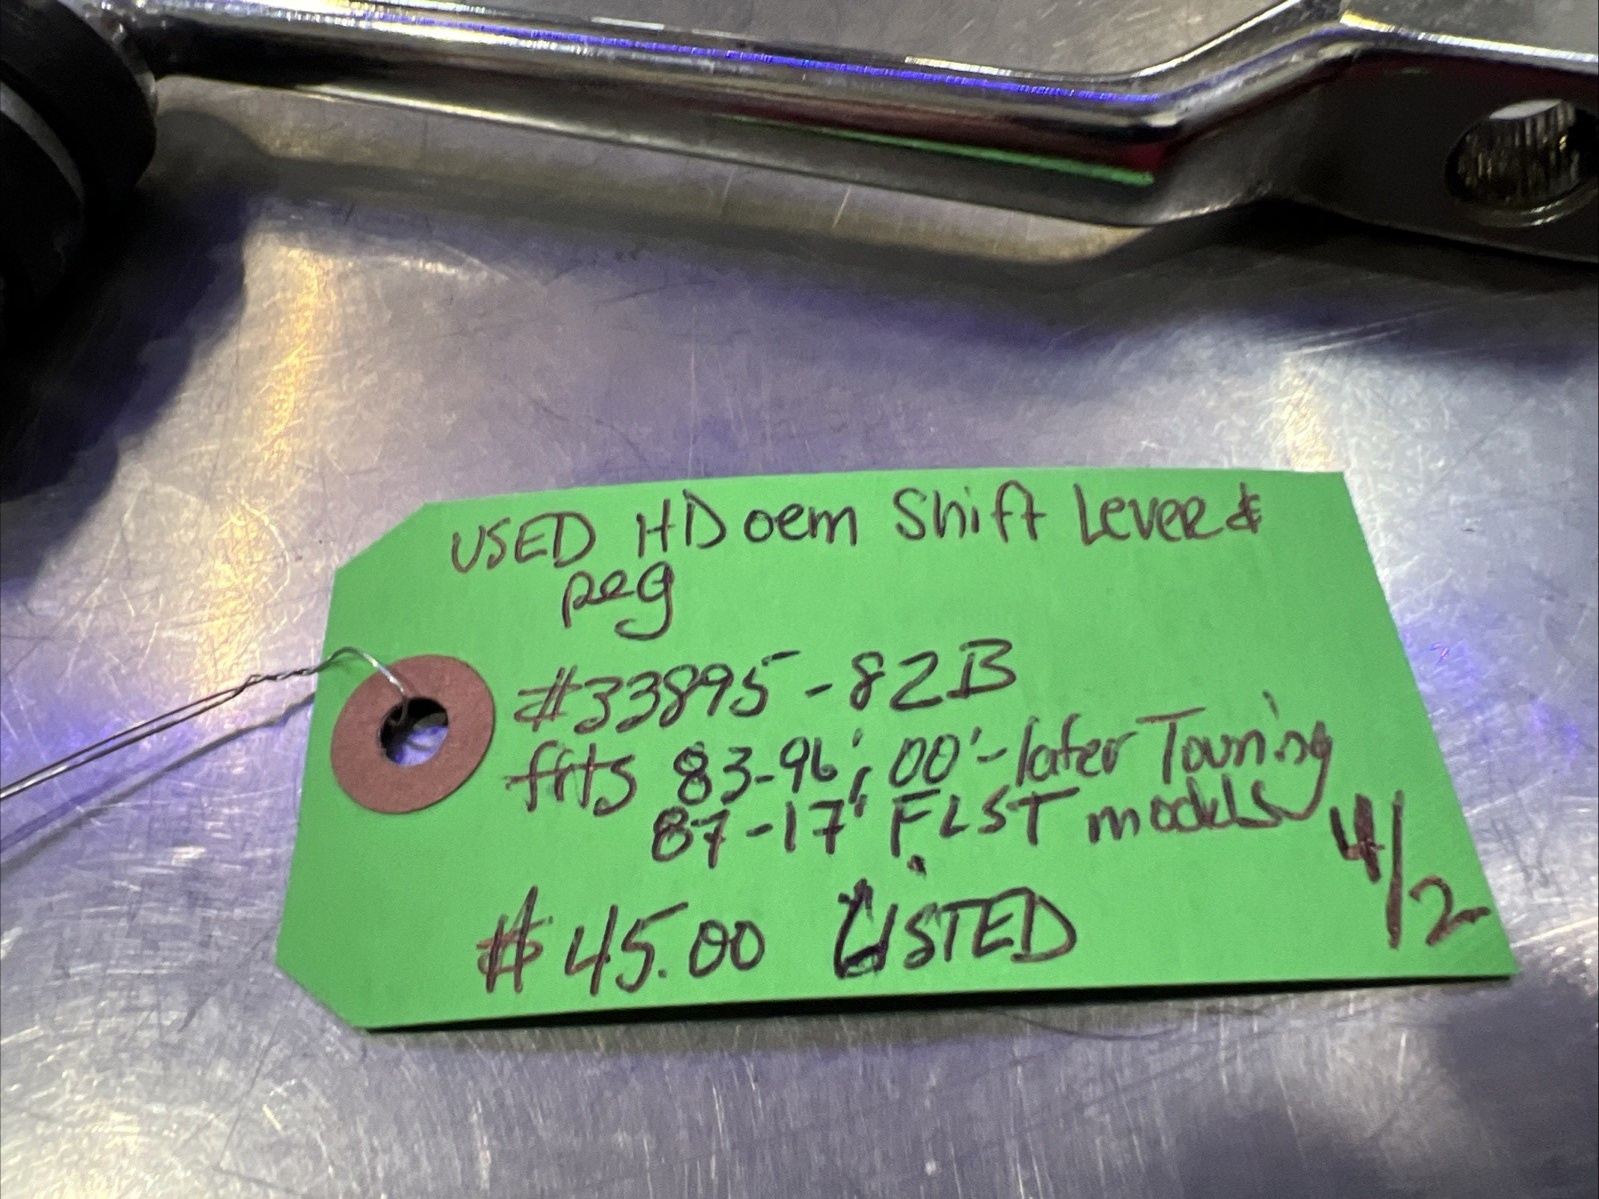 USED HD oem Shift Lever &
peg
#33895-82B
fits 83-96', 00'-later Touring
87-17' FLST models
4/2
$45.00 LISTED